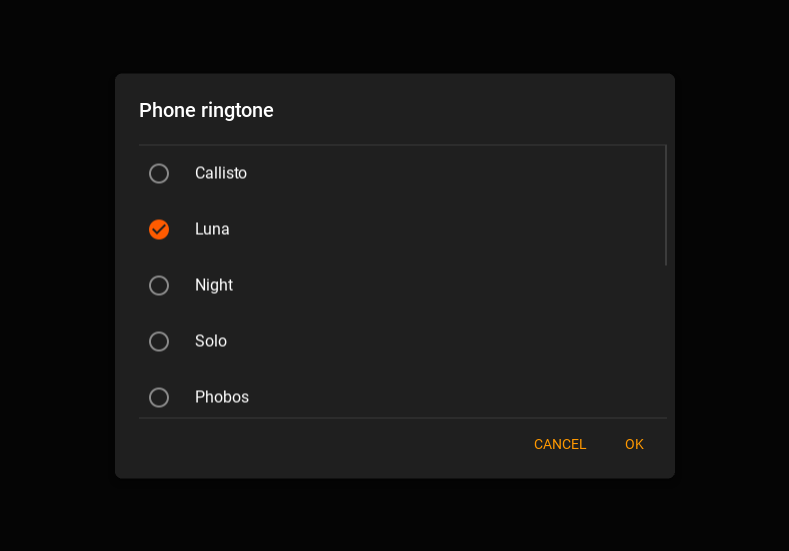 Phone ringtone
Callisto
Luna
Night
Solo
Phobos
CANCEL OK